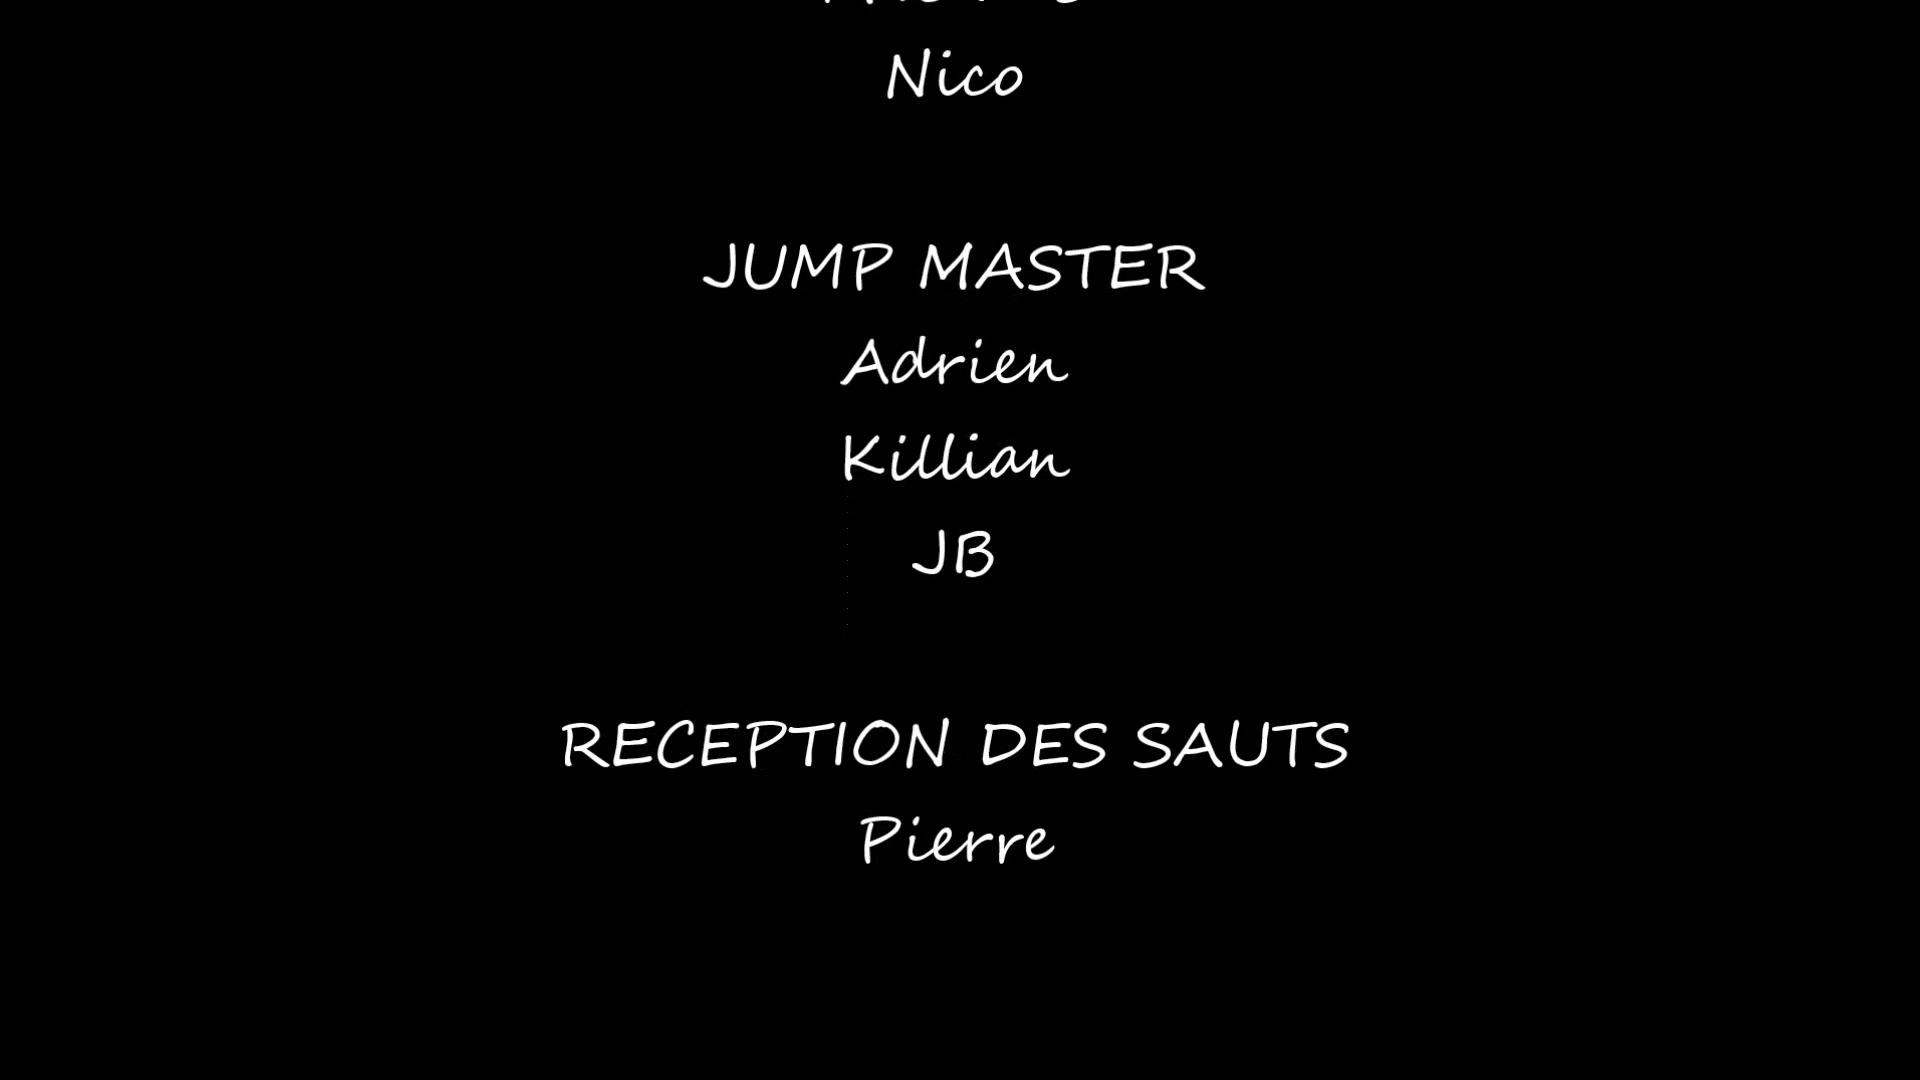 Nico
JUMP MASTER
Adrien
Killian
JB
RECEPTION DES SAUTS
Pierre